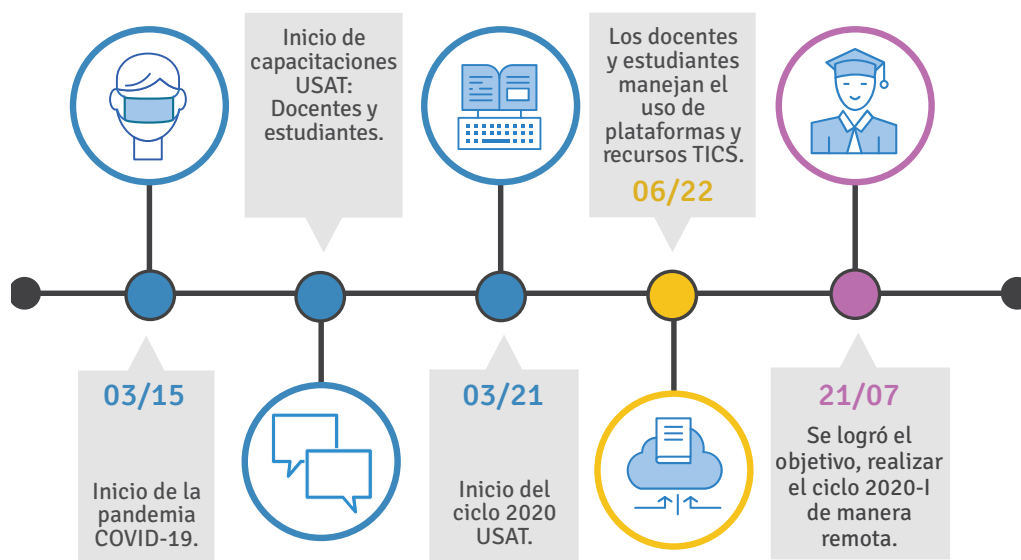 03/15
Inicio de la
pandemia
COVID-19.
Inicio de
capacitaciones
USAT:
Docentes y
estudiantes.
03/21
Inicio del
ciclo 2020
USAT.
Los docentes
y estudiantes
manejan el
uso de
plataformas y
recursos TICS.
06/22
21/07
Se logró el
objetivo, realizar
el ciclo 2020-I
de manera
remota.